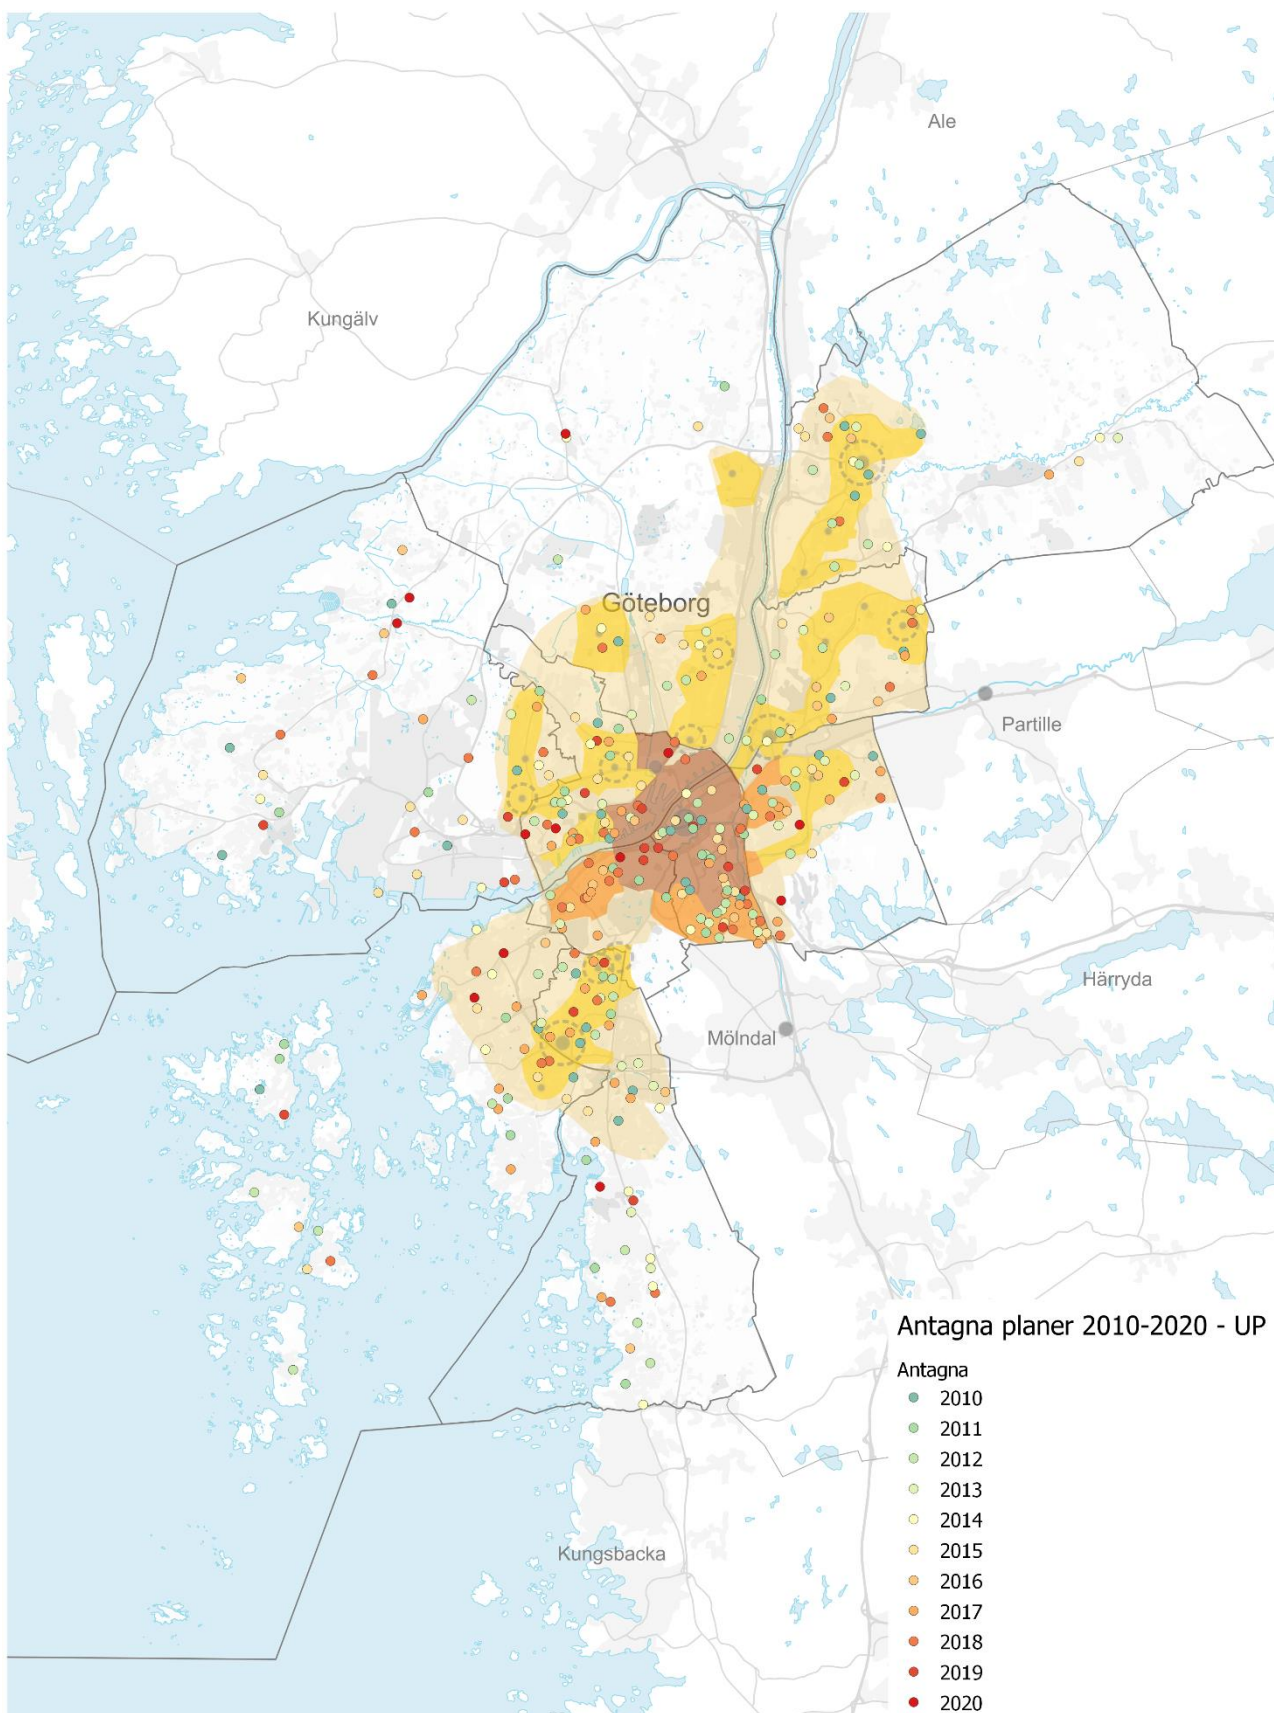 Ale
Kungälv
Göteborg
Partille
Härryda
Mölndal
Antagna planer 2010-2020 - UP
Antagna
2010
2011
2012
2013
2014
2015
2016
2017
2018
2019
2020
Kungsbacka